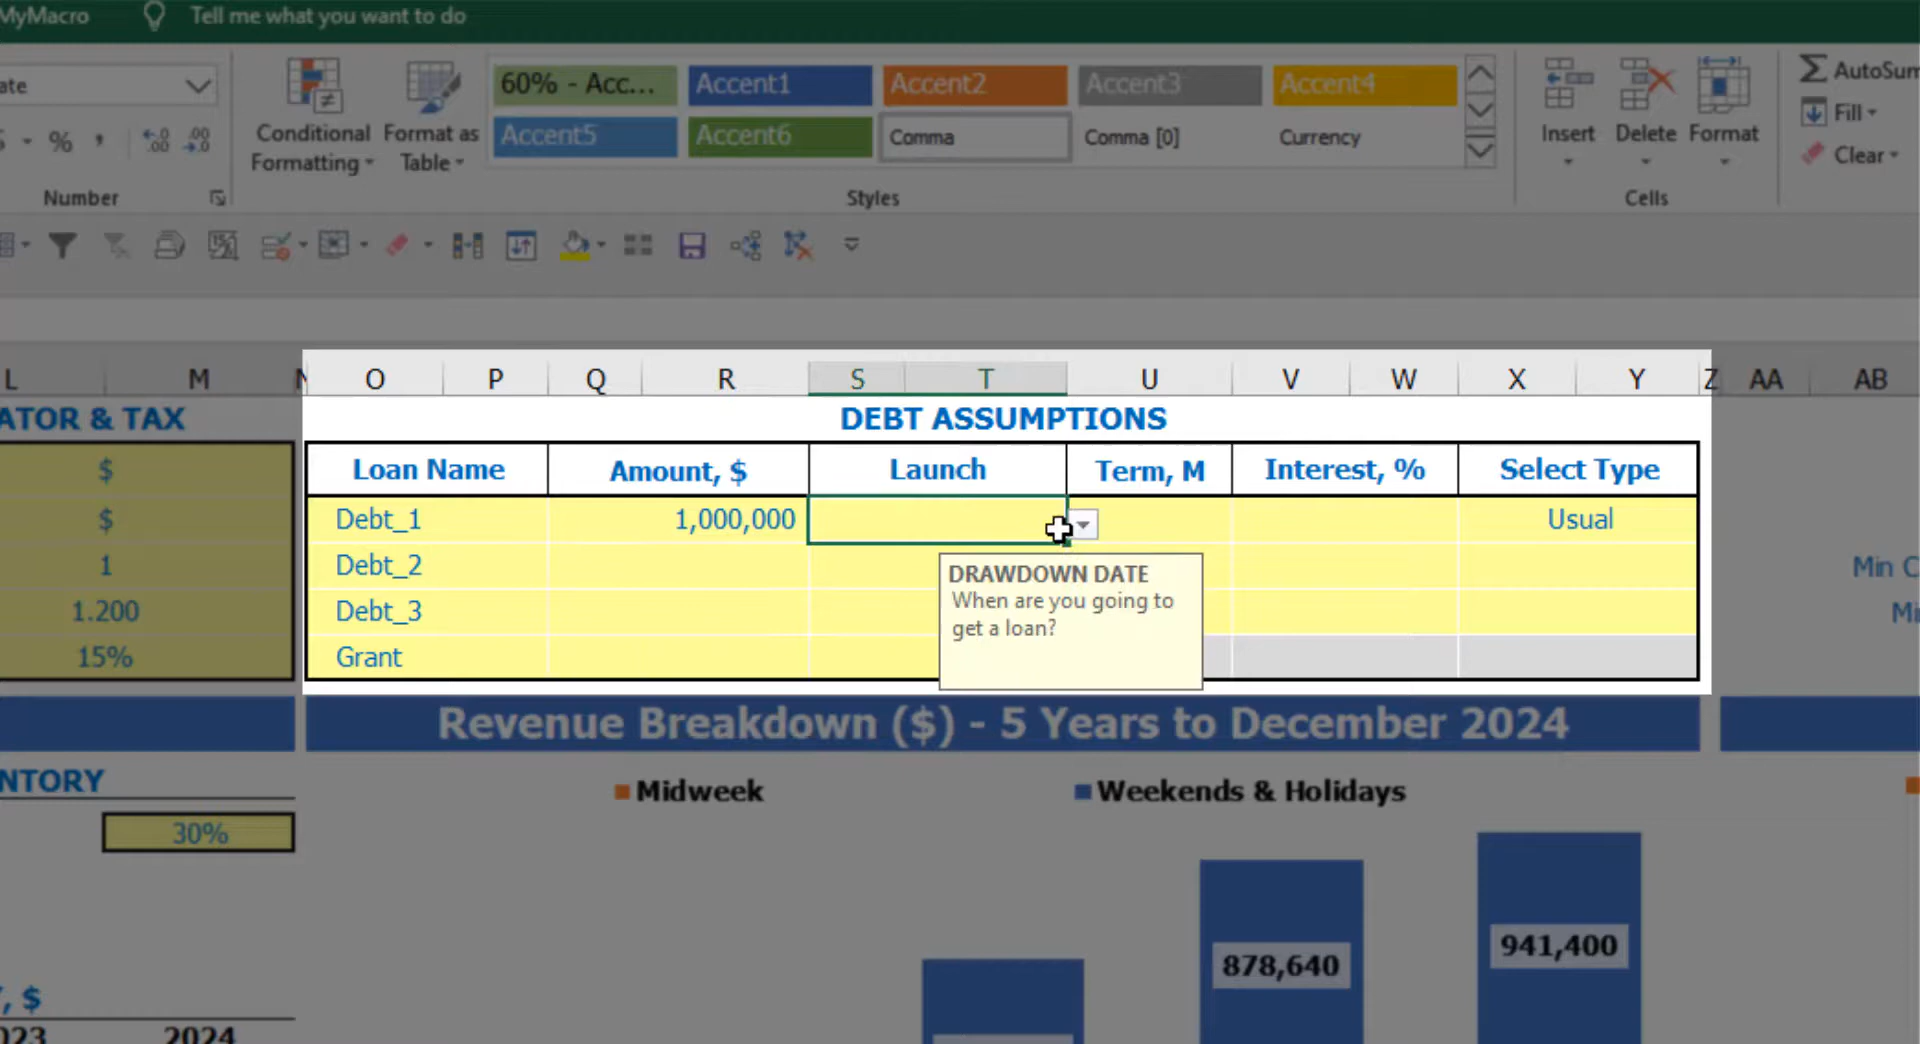 MyMacro
Tell me what you want to do
60% - Acc...
Accent1
Accent2
Accent3
Accent4
Accent5
Accent6
Comma
Comma [0]
Currency
Conditional
Formatting
Format as
Table
Insert
Delete
Format
AutoSum
Fill
Clear
%
Number
Styles
Cells
L M N O P Q R S T U V W X Y Z AA AB
ATOR & TAX
DEBT ASSUMPTIONS
$
Loan Name Amount, $ Launch Term, M Interest, % Select Type
$
Debt_1 1,000,000 Usual
1
Debt_2
Min C
1.200
Debt_3
15%
Grant
DRAWDOWN DATE
When are you going to
get a loan?
Revenue Breakdown ($) - 5 Years to December 2024
NTORY
Midweek
Weekends & Holidays
30%
878,640
941,400
, $
023 2024